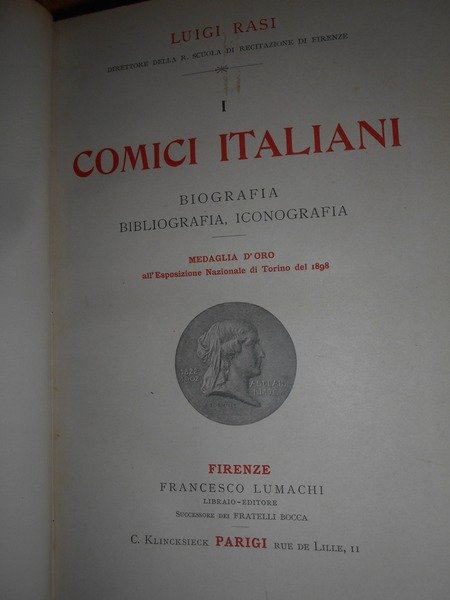 LUIGI RASI
DIRETTORE DELLA R. SCUOLA DI RECITAZIONE DI FIRENZE
I
COMICI ITALIANI
BIOGRAFIA
BIBLIOGRAFIA, ICONOGRAFIA
MEDAGLIA D'ORO
all'Esposizione Nazionale di Torino del 1898
FIRENZE
FRANCESCO LUMACHI
LIBRAIO-EDITORE
SUCCESSORE DEI FRATELLI BOCCA
C. KLINCKSIECK PARIGI RUE DE LILLE, 11